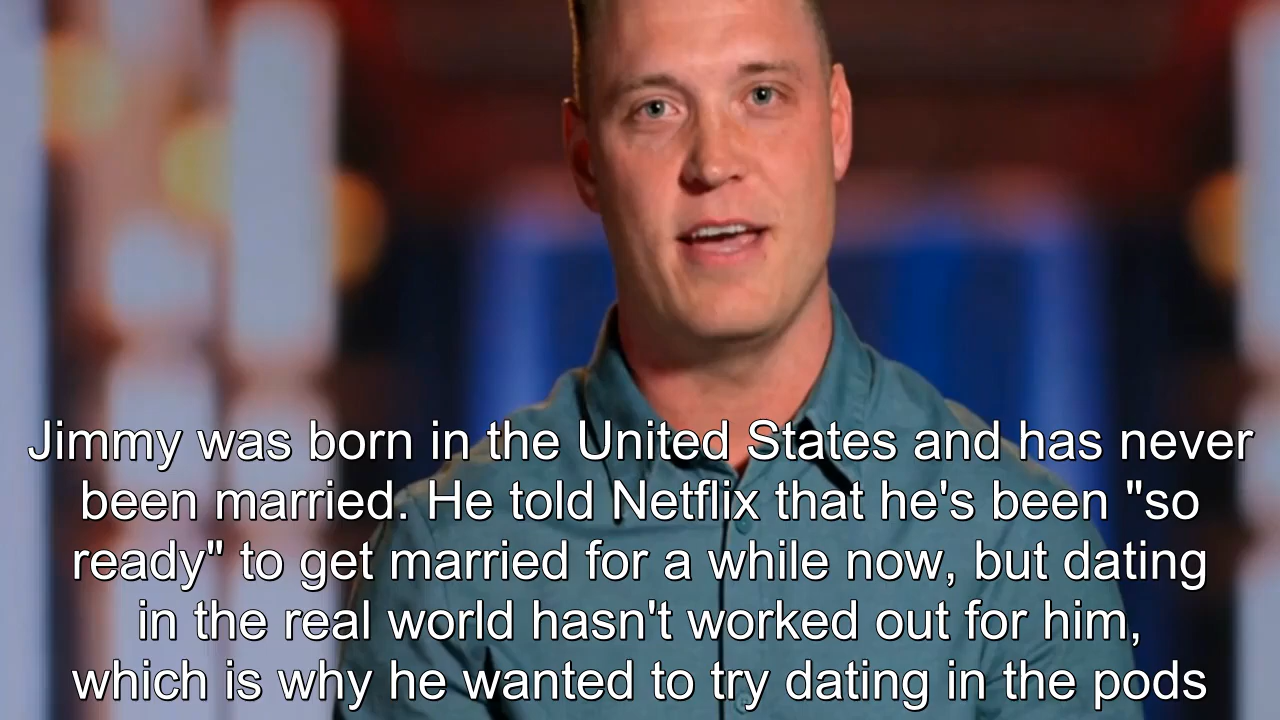 Jimmy was born in the United States and has never
been married. He told Netflix that he's been "so
ready" to get married for a while now, but dating
in the real world hasn't worked out for him,
which is why he wanted to try dating in the pods